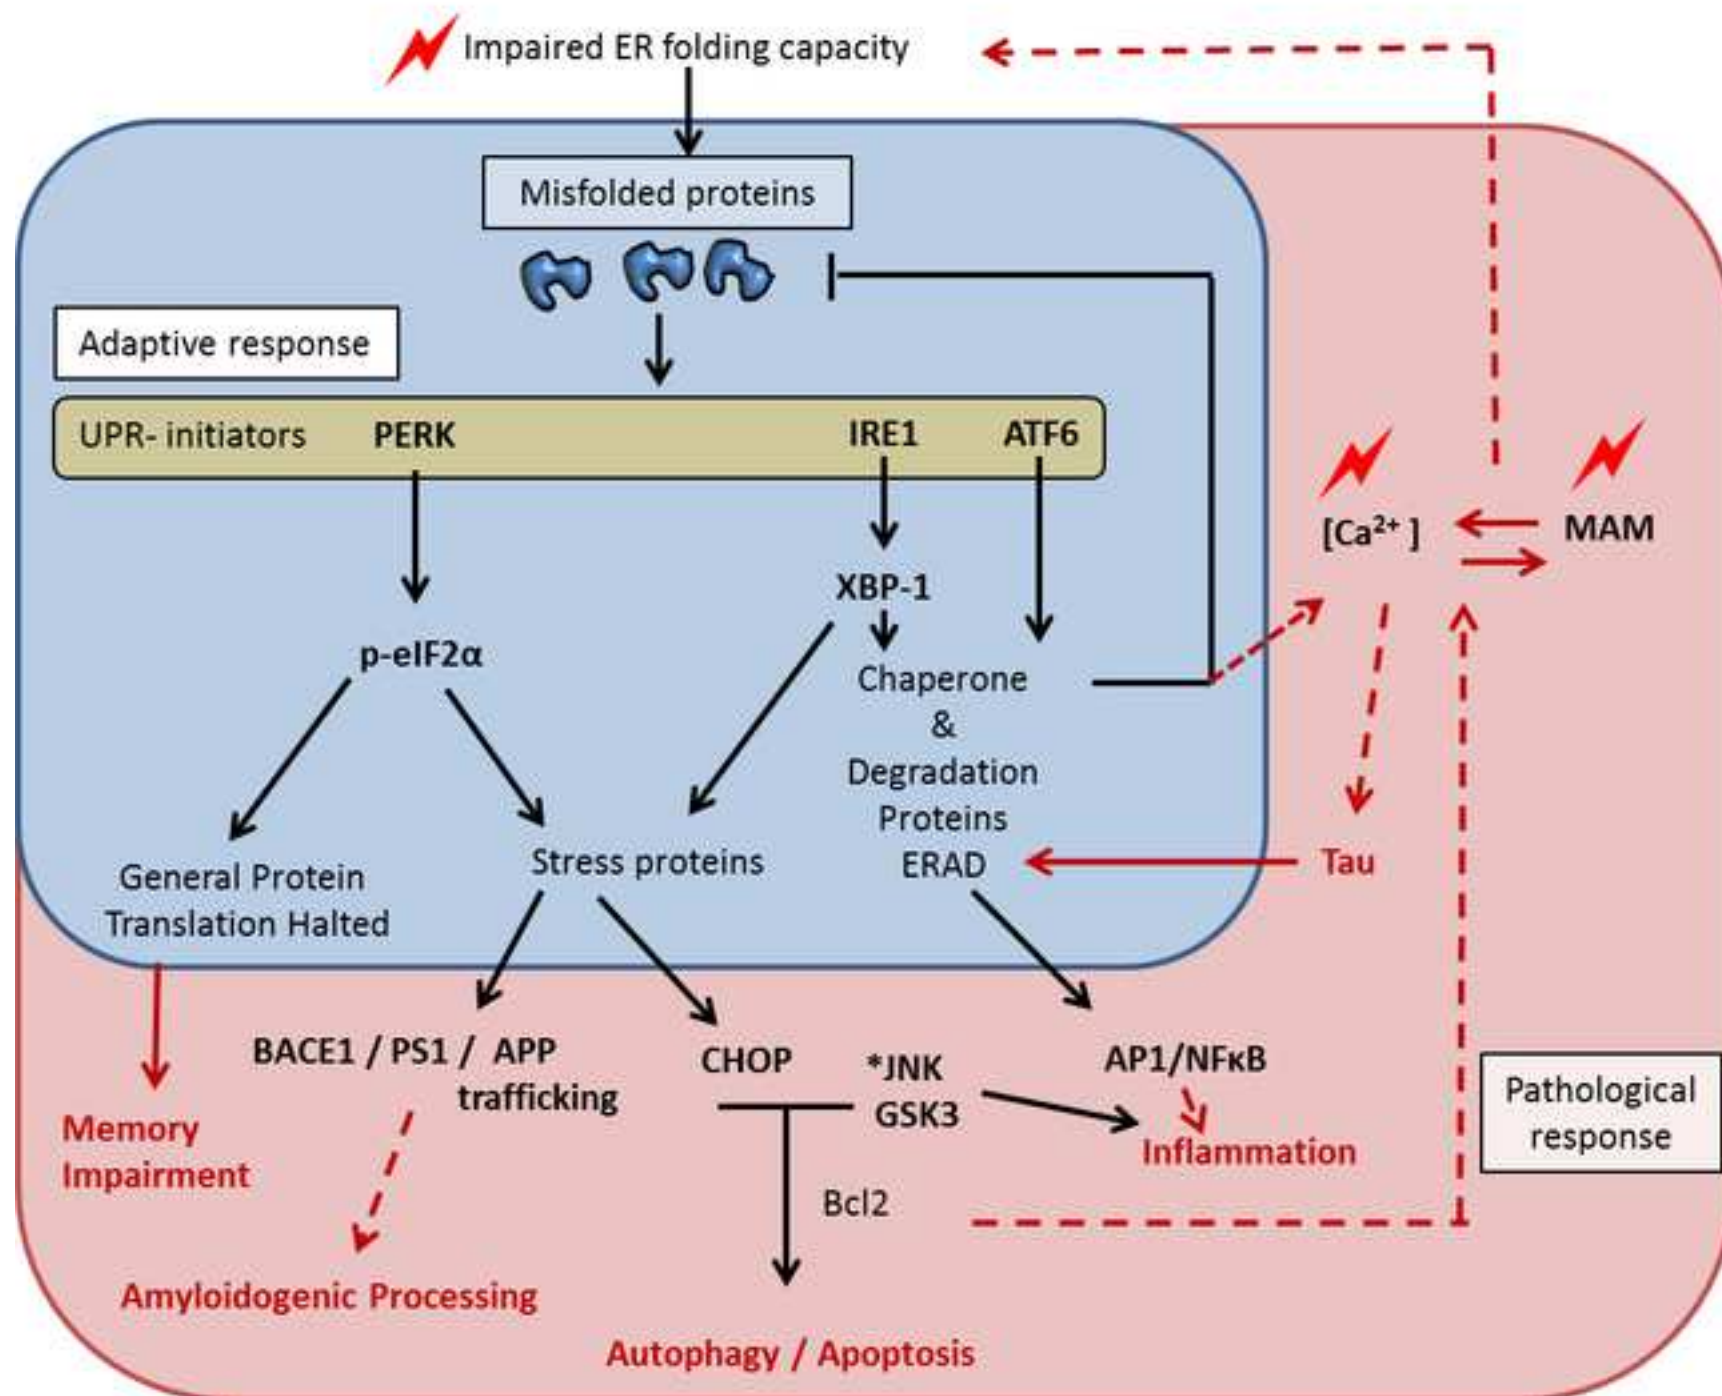 Impaired ER folding capacity
Misfolded proteins
Adaptive response
UPR- initiators PERK IRE1 ATF6
[Ca²⁺ ] MAM
XBP-1
p-eIF2α
Chaperone
&
Degradation
Proteins
ERAD
Stress proteins
General Protein
Translation Halted
Tau
BACE1 / PS1 / APP
trafficking
CHOP
*JNK
GSK3
AP1/NFκB
Pathological
response
Memory
Impairment
Inflammation
Bcl2
Amyloidogenic Processing
Autophagy / Apoptosis